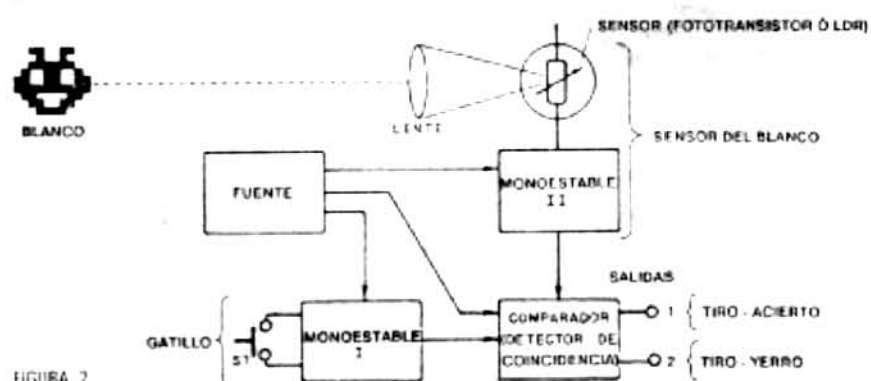 SENSOR (FOTOTRANSISTOR Ó LDR)
BLANCO
LENTE
SENSOR DEL BLANCO
FUENTE
MONOESTABLE
II
SALIDAS
GATILLO
S1
MONOESTABLE
I
COMPARADOR
(DETECTOR DE
COINCIDENCIA)
1 TIRO - ACIERTO
2 TIRO - YERRO
FIGURA 2